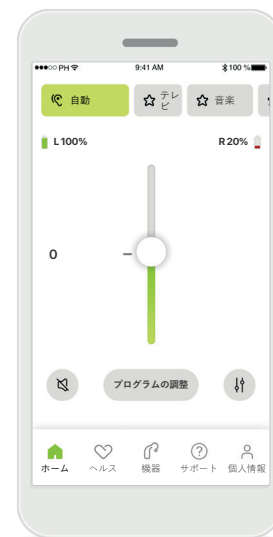 PH 9:41 AM 100 %
自動
テレビ
音楽
L 100% R 20%
0
プログラムの調整
ホーム ヘルス 機器 サポート 個人情報